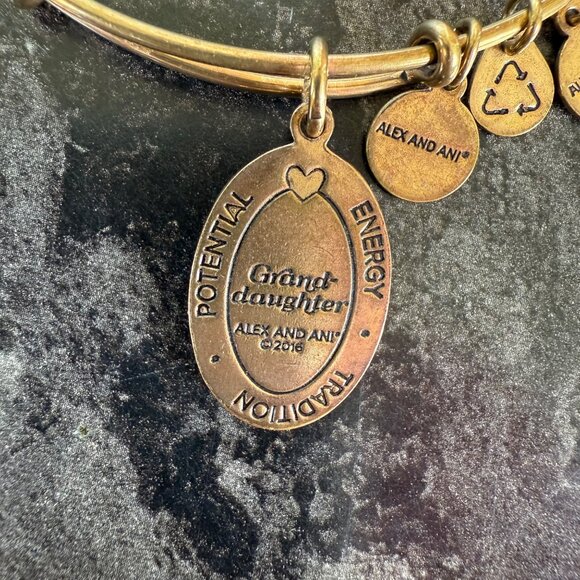 POTENTIAL
ENERGY
TRADITION
Grand-
daughter
ALEX AND ANI®
©2016
ALEX AND ANI®